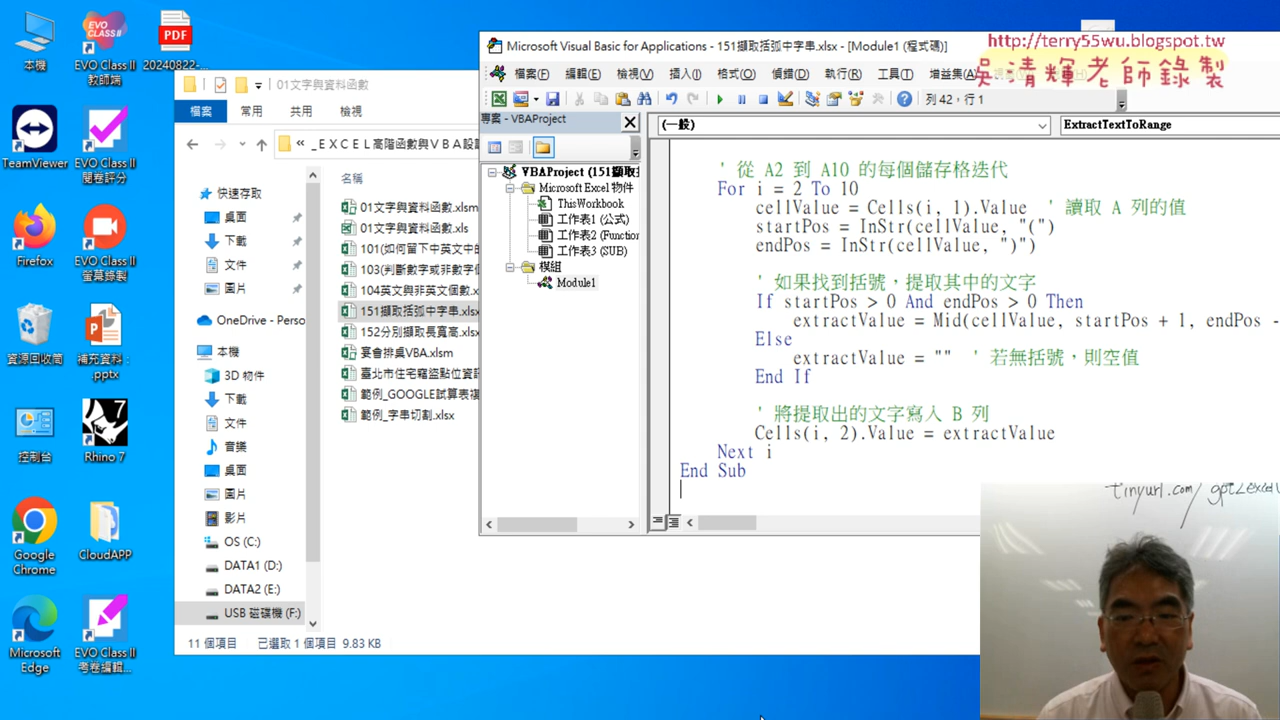 本機
EVO Class II
教師端
PDF
20240822-...
TeamViewer
EVO Class II
閱卷評分
Firefox
EVO Class II
螢幕錄製
資源回收筒
補充資料：
.pptx
控制台
Rhino 7
Google
Chrome
CloudAPP
Microsoft
Edge
EVO Class II
考卷編輯...
01文字與資料函數
檔案
常用
共用
檢視
« _ＥＸＣＥＬ高階函數與ＶＢＡ設
快速存取
桌面
下載
文件
圖片
OneDrive - Perso
本機
3D 物件
下載
文件
音樂
桌面
圖片
影片
OS (C:)
DATA1 (D:)
DATA2 (E:)
USB 磁碟機 (F:)
名稱
01文字與資料函數.xlsm
01文字與資料函數.xls
101(如何留下中英文中的
103(判斷數字或非數字個
104英文與非英文個數.x
151擷取括弧中字串.xlsx
152分別擷取長寬高.xlsx
宴會排桌VBA.xlsm
臺北市住宅竊盜點位資訊
範例_GOOGLE試算表複
範例_字串切割.xlsx
11 個項目
已選取 1 個項目 9.83 KB
Microsoft Visual Basic for Applications - 151擷取括弧中字串.xlsx - [Module1 (程式碼)]
http://terry55wu.blogspot.tw
吳清輝老師錄製
檔案(F)
編輯(E)
檢視(V)
插入(I)
格式(O)
偵錯(D)
執行(R)
工具(T)
增益集(A)
列 42，行 1
專案 - VBAProject
VBAProject (151擷取
Microsoft Excel 物件
ThisWorkbook
工作表1 (公式)
工作表2 (Function
工作表3 (SUB)
模組
Module1
(一般)
ExtractTextToRange
' 從 A2 到 A10 的每個儲存格迭代
For i = 2 To 10
cellValue = Cells(i, 1).Value ' 讀取 A 列的值
startPos = InStr(cellValue, "(")
endPos = InStr(cellValue, ")")
' 如果找到括號，提取其中的文字
If startPos > 0 And endPos > 0 Then
extractValue = Mid(cellValue, startPos + 1, endPos -
Else
extractValue = "" ' 若無括號，則空值
End If
' 將提取出的文字寫入 B 列
Cells(i, 2).Value = extractValue
Next i
End Sub
tinyurl.com/gpt2excel